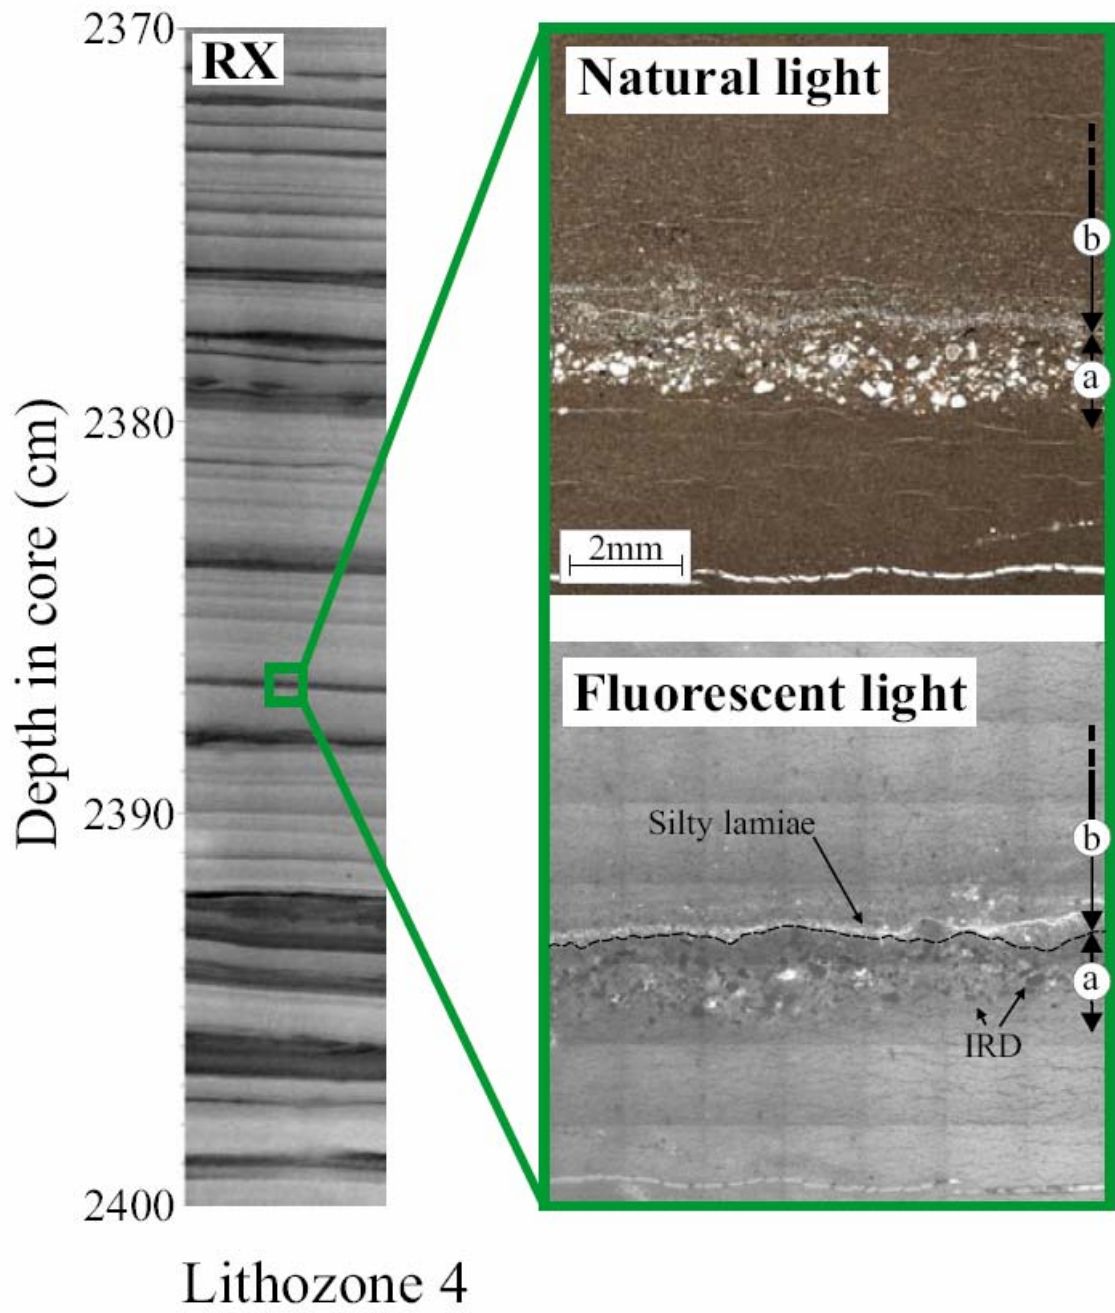 2370
RX
2380
Depth in core (cm)
2390
2400
Lithozone 4
Natural light
b
a
2mm
Fluorescent light
Silty lamiae
b
a
IRD